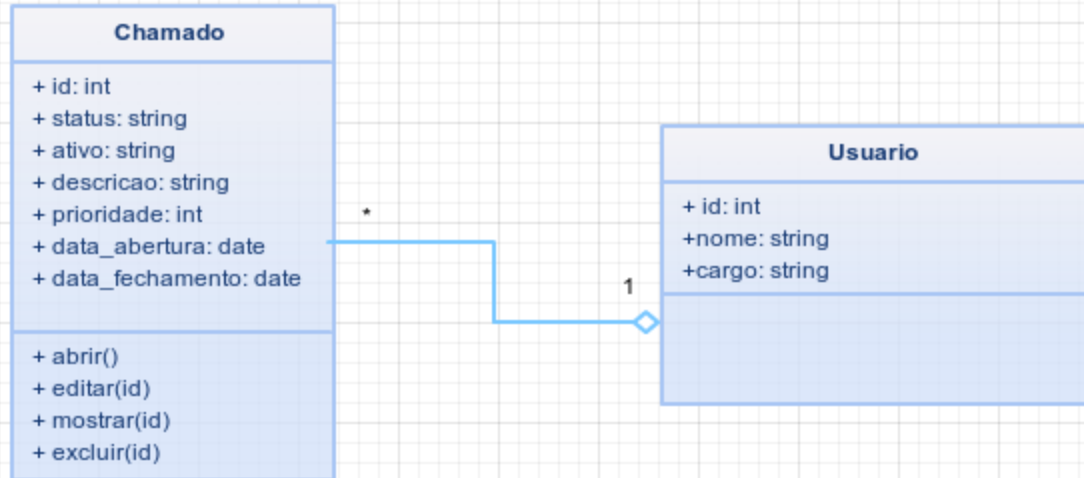 Chamado
+ id: int
+ status: string
+ ativo: string
+ descricao: string
+ prioridade: int
+ data_abertura: date
+ data_fechamento: date
+ abrir()
+ editar(id)
+ mostrar(id)
+ excluir(id)
*
1
Usuario
+ id: int
+nome: string
+cargo: string